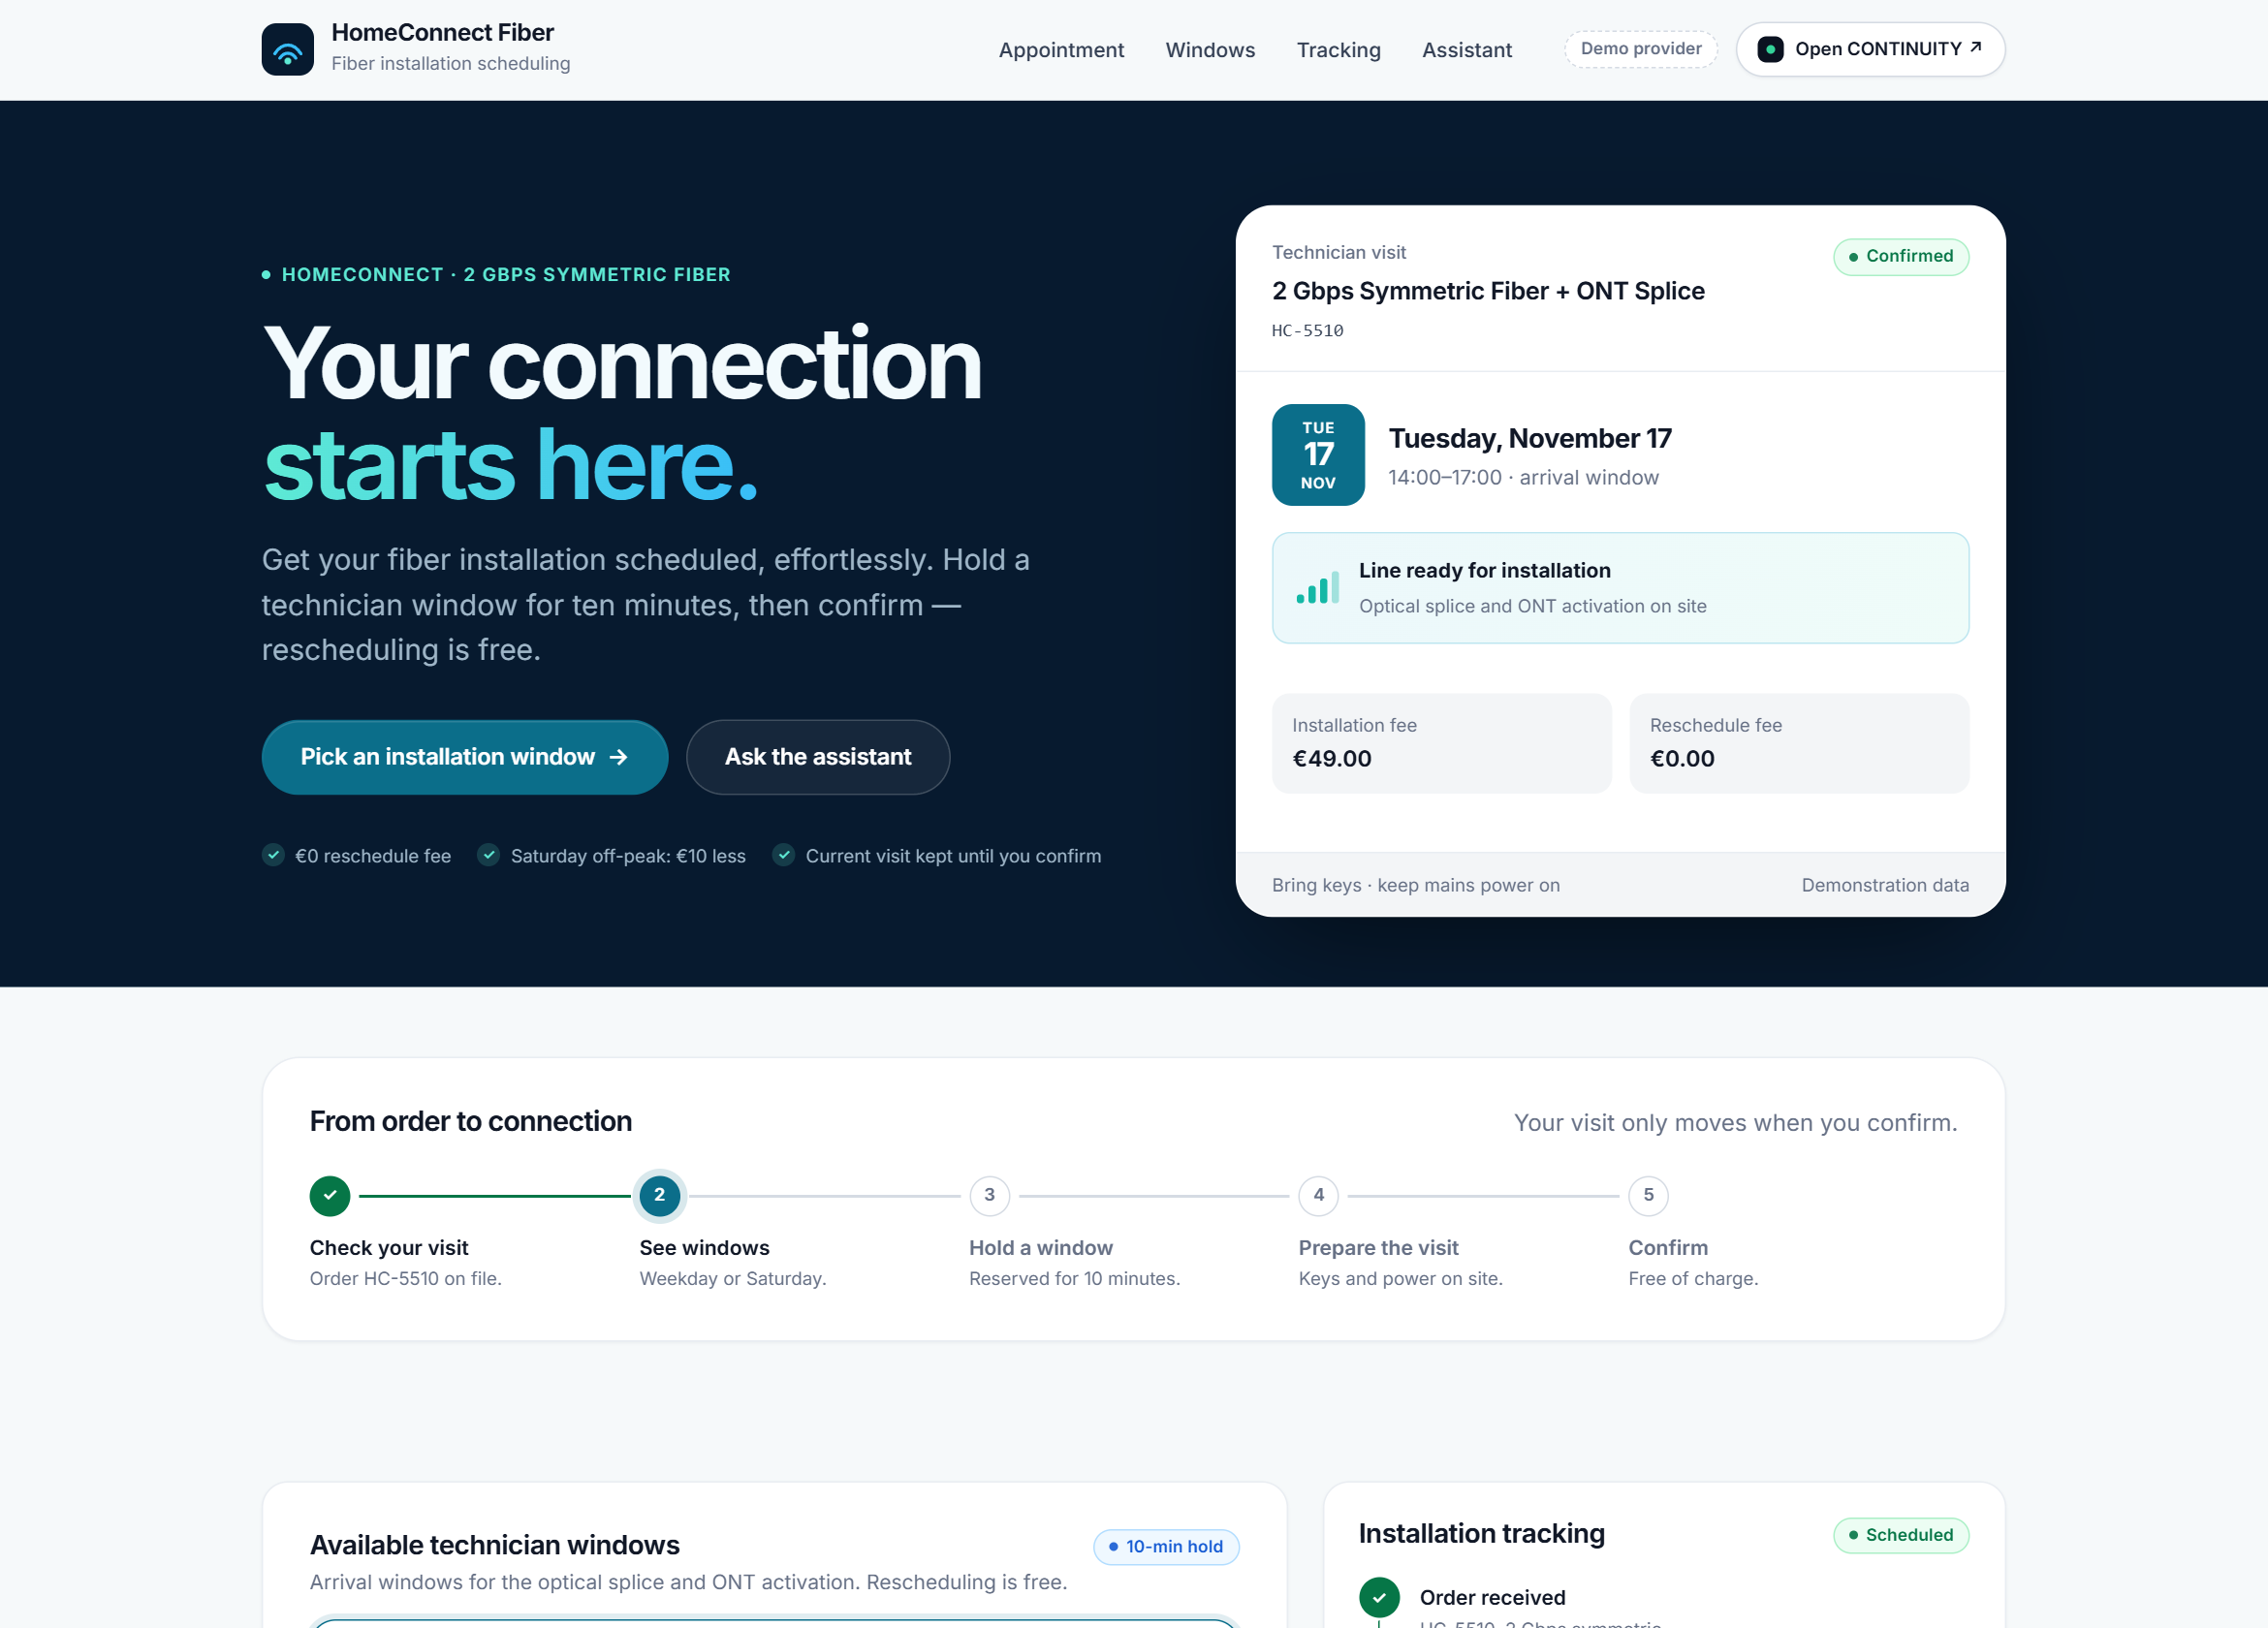 HomeConnect Fiber
Fiber installation scheduling
Appointment
Windows
Tracking
Assistant
Demo provider
Open CONTINUITY ↗
HOMECONNECT · 2 GBPS SYMMETRIC FIBER
Your connection
starts here.
Get your fiber installation scheduled, effortlessly. Hold a
technician window for ten minutes, then confirm —
rescheduling is free.
Pick an installation window →
Ask the assistant
€0 reschedule fee
Saturday off-peak: €10 less
Current visit kept until you confirm
Technician visit
Confirmed
2 Gbps Symmetric Fiber + ONT Splice
HC-5510
TUE
17
NOV
Tuesday, November 17
14:00–17:00 · arrival window
Line ready for installation
Optical splice and ONT activation on site
Installation fee
€49.00
Reschedule fee
€0.00
Bring keys · keep mains power on
Demonstration data
From order to connection
Your visit only moves when you confirm.
2
3
4
5
Check your visit
Order HC-5510 on file.
See windows
Weekday or Saturday.
Hold a window
Reserved for 10 minutes.
Prepare the visit
Keys and power on site.
Confirm
Free of charge.
Available technician windows
10-min hold
Arrival windows for the optical splice and ONT activation. Rescheduling is free.
Installation tracking
Scheduled
Order received
HC-5510, 2 Gbps symmetric